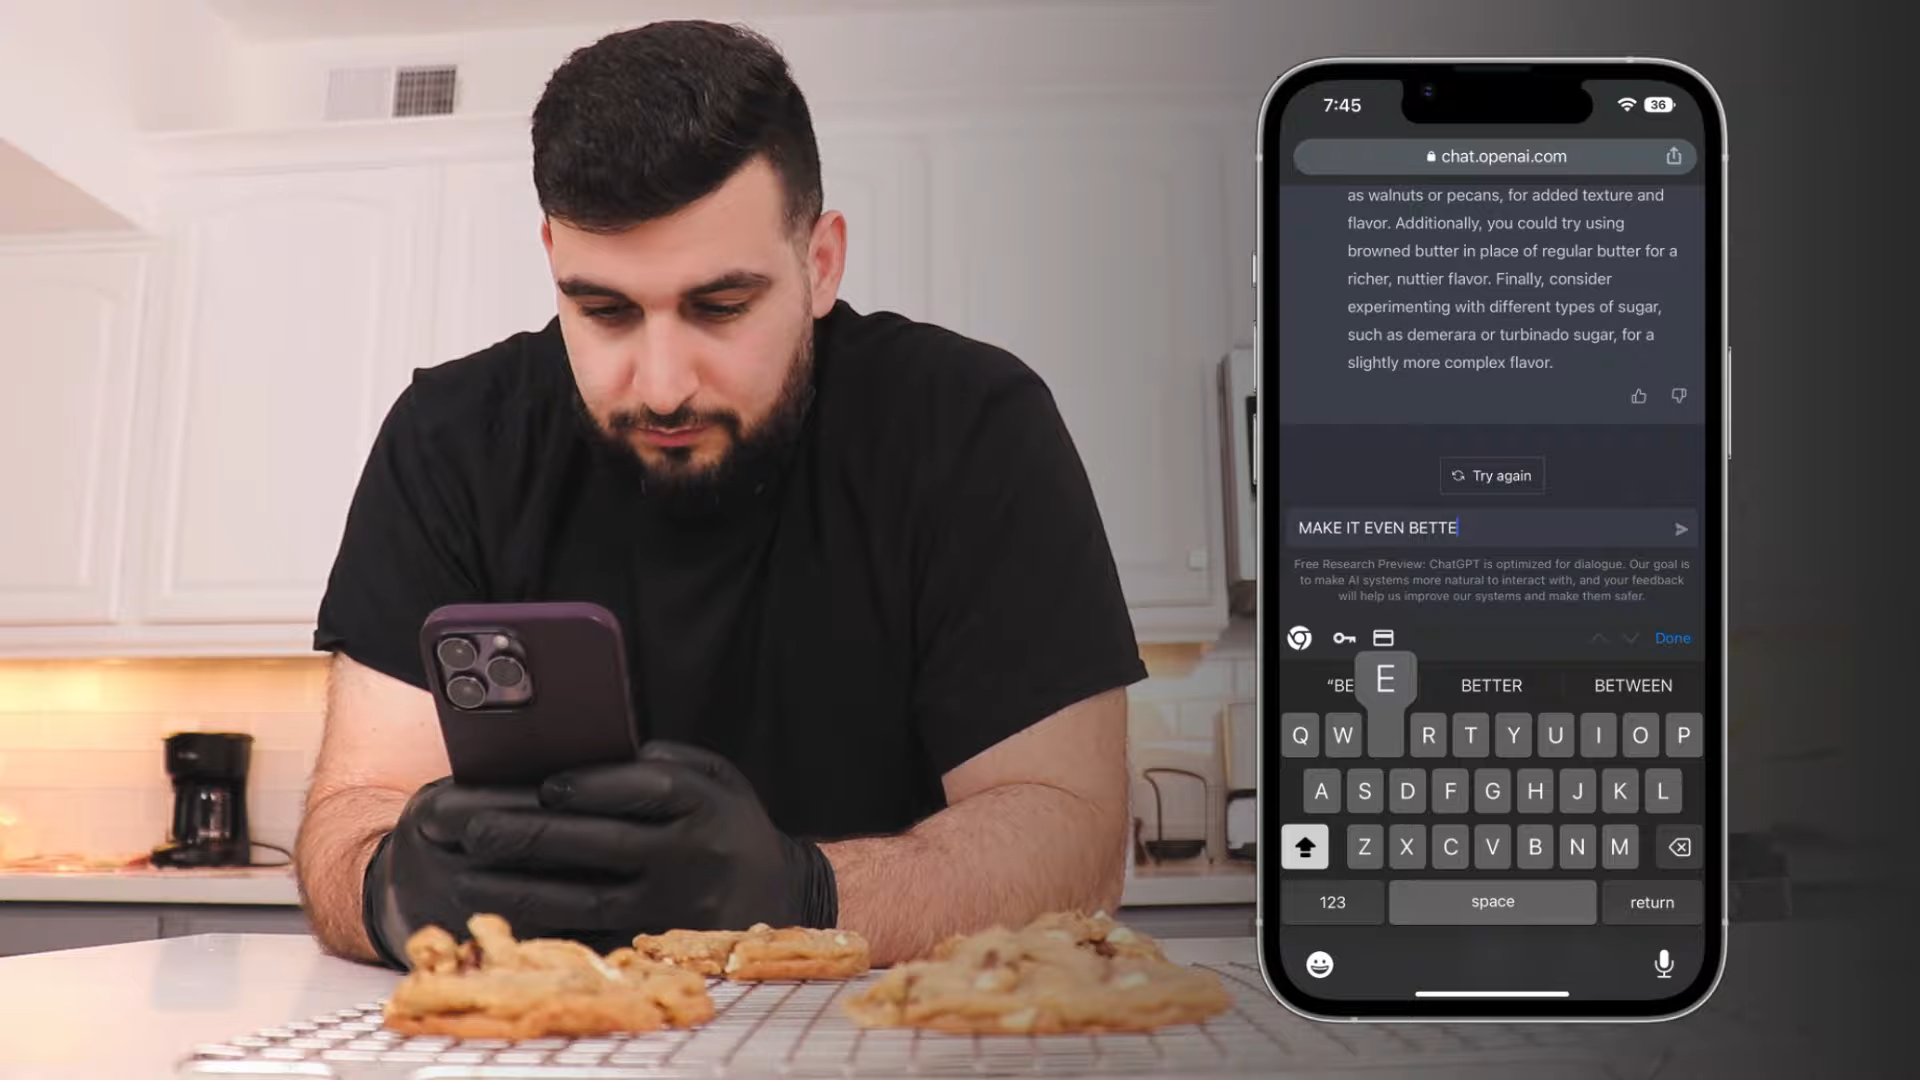 7:45
36
chat.openai.com
as walnuts or pecans, for added texture and
flavor. Additionally, you could try using
browned butter in place of regular butter for a
richer, nuttier flavor. Finally, consider
experimenting with different types of sugar,
such as demerara or turbinado sugar, for a
slightly more complex flavor.
Try again
MAKE IT EVEN BETTE
Free Research Preview: ChatGPT is optimized for dialogue. Our goal is
to make AI systems more natural to interact with, and your feedback
will help us improve our systems and make them safer.
Done
“BE E BETTER BETWEEN
Q W R T Y U I O P
A S D F G H J K L
Z X C V B N M
123 space return